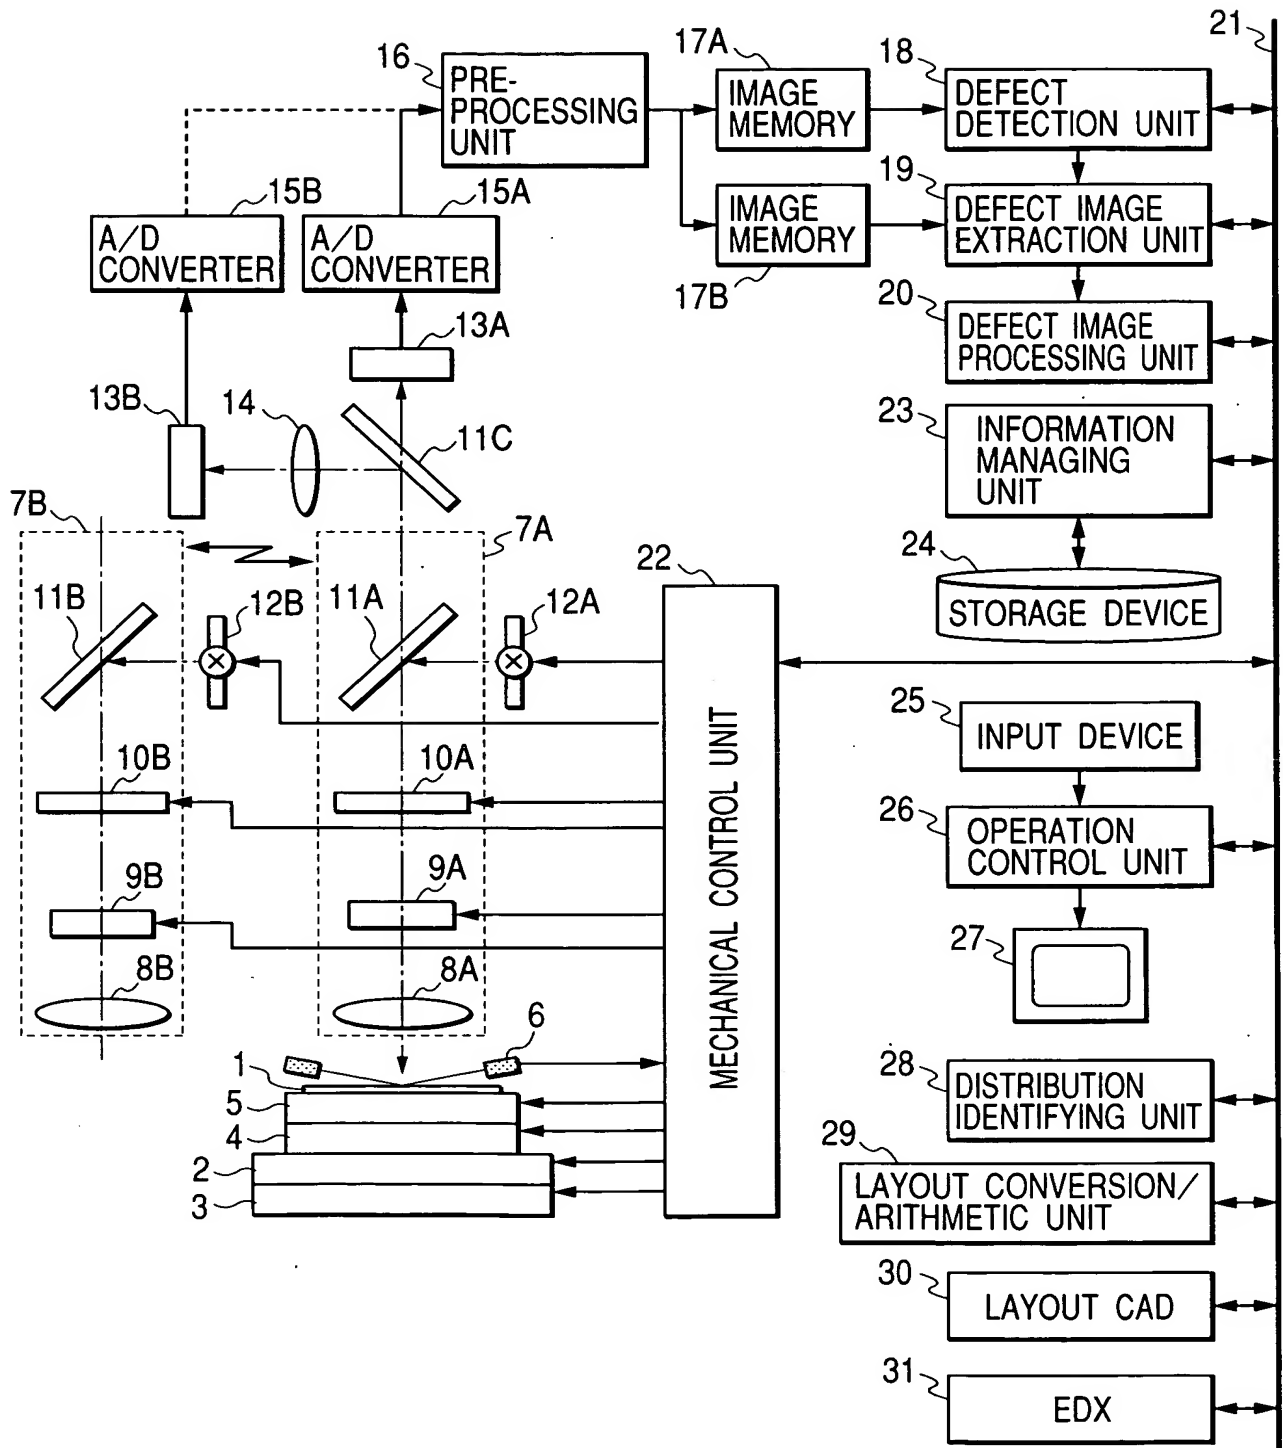 21
17A
16
18
PRE-
PROCESSING
UNIT
IMAGE
MEMORY
DEFECT
DETECTION UNIT
15B
15A
19
A/D
CONVERTER
A/D
CONVERTER
IMAGE
MEMORY
DEFECT IMAGE
EXTRACTION UNIT
17B
20
13A
DEFECT IMAGE
PROCESSING UNIT
13B
14
11C
23
INFORMATION
MANAGING
UNIT
7B
7A
22
24
11B
12B
11A
12A
STORAGE DEVICE
25
INPUT DEVICE
10B
10A
26
OPERATION
CONTROL UNIT
9B
9A
MECHANICAL CONTROL UNIT
27
8B
8A
6
1
5
4
2
3
28
DISTRIBUTION
IDENTIFYING UNIT
29
LAYOUT CONVERSION/
ARITHMETIC UNIT
30
LAYOUT CAD
31
EDX